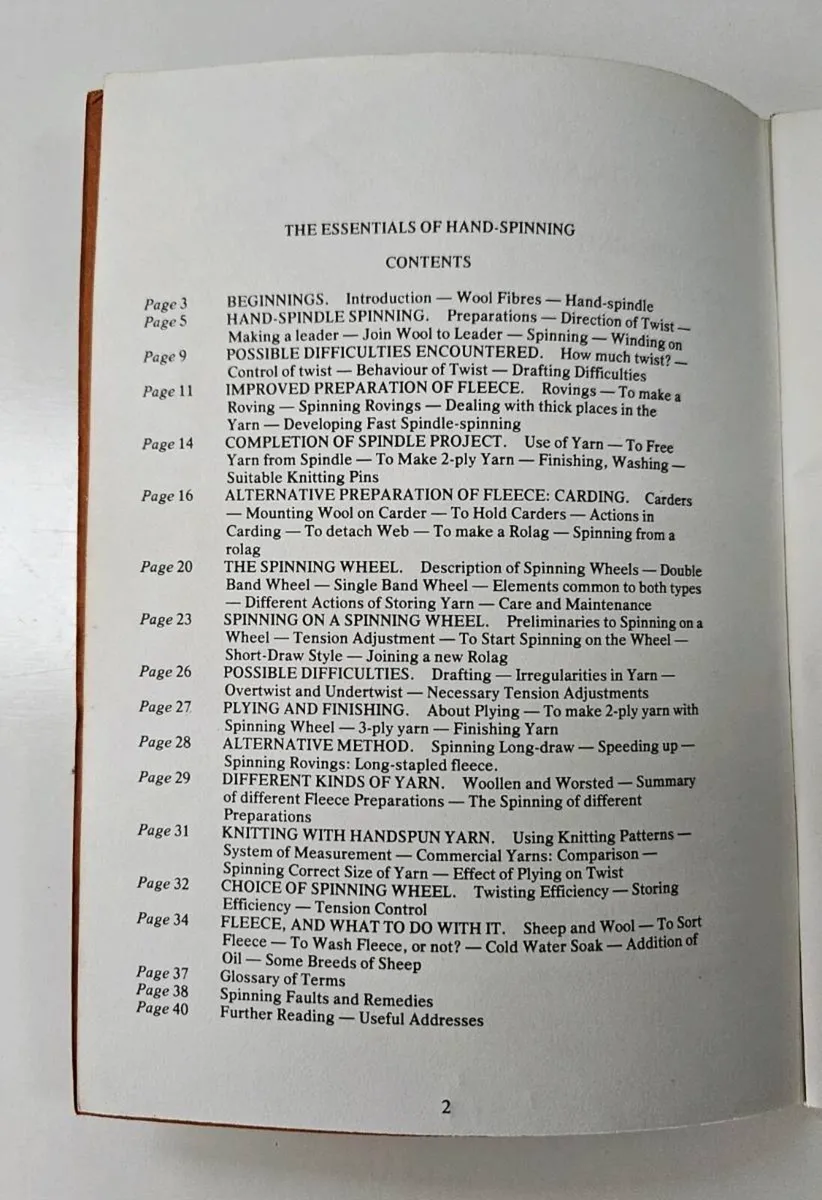 THE ESSENTIALS OF HAND-SPINNING
CONTENTS
Page 3 BEGINNINGS. Introduction — Wool Fibres — Hand-spindle
Page 5 HAND-SPINDLE SPINNING. Preparations — Direction of Twist —
Making a leader — Join Wool to Leader — Spinning — Winding on
Page 9 POSSIBLE DIFFICULTIES ENCOUNTERED. How much twist? —
Control of twist — Behaviour of Twist — Drafting Difficulties
Page 11 IMPROVED PREPARATION OF FLEECE. Rovings — To make a
Roving — Spinning Rovings — Dealing with thick places in the
Yarn — Developing Fast Spindle-spinning
Page 14 COMPLETION OF SPINDLE PROJECT. Use of Yarn — To Free
Yarn from Spindle — To Make 2-ply Yarn — Finishing, Washing —
Suitable Knitting Pins
Page 16 ALTERNATIVE PREPARATION OF FLEECE: CARDING. Carders
— Mounting Wool on Carder — To Hold Carders — Actions in
Carding — To detach Web — To make a Rolag — Spinning from a
rolag
Page 20 THE SPINNING WHEEL. Description of Spinning Wheels — Double
Band Wheel — Single Band Wheel — Elements common to both types
— Different Actions of Storing Yarn — Care and Maintenance
Page 23 SPINNING ON A SPINNING WHEEL. Preliminaries to Spinning on a
Wheel — Tension Adjustment — To Start Spinning on the Wheel —
Short-Draw Style — Joining a new Rolag
Page 26 POSSIBLE DIFFICULTIES. Drafting — Irregularities in Yarn —
Overtwist and Undertwist — Necessary Tension Adjustments
Page 27 PLYING AND FINISHING. About Plying — To make 2-ply yarn with
Spinning Wheel — 3-ply yarn — Finishing Yarn
Page 28 ALTERNATIVE METHOD. Spinning Long-draw — Speeding up —
Spinning Rovings: Long-stapled fleece.
Page 29 DIFFERENT KINDS OF YARN. Woollen and Worsted — Summary
of different Fleece Preparations — The Spinning of different
Preparations
Page 31 KNITTING WITH HANDSPUN YARN. Using Knitting Patterns —
System of Measurement — Commercial Yarns: Comparison —
Spinning Correct Size of Yarn — Effect of Plying on Twist
Page 32 CHOICE OF SPINNING WHEEL. Twisting Efficiency — Storing
Efficiency — Tension Control
Page 34 FLEECE, AND WHAT TO DO WITH IT. Sheep and Wool — To Sort
Fleece — To Wash Fleece, or not? — Cold Water Soak — Addition of
Oil — Some Breeds of Sheep
Page 37 Glossary of Terms
Page 38 Spinning Faults and Remedies
Page 40 Further Reading — Useful Addresses
2